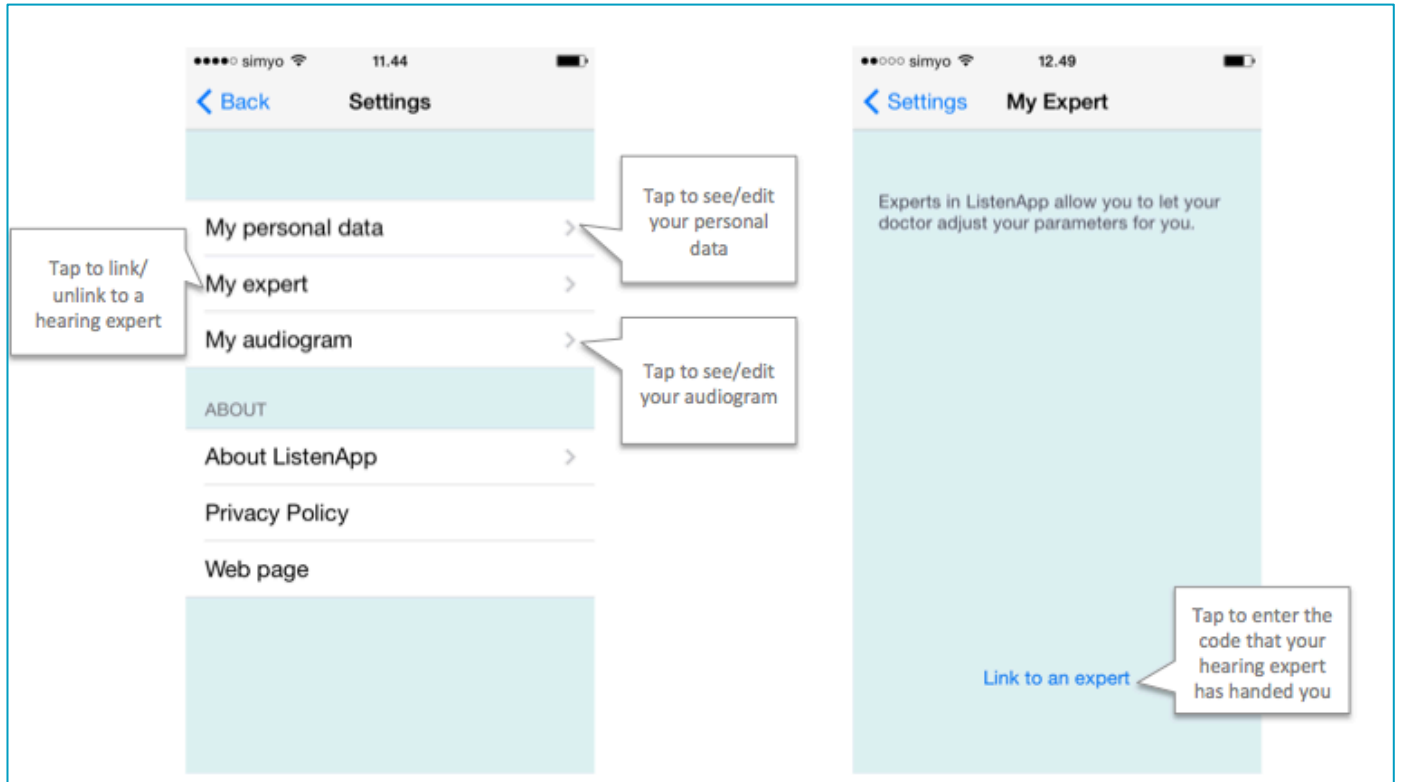 simyo 11.44
Back Settings
My personal data
My expert
My audiogram
ABOUT
About ListenApp
Privacy Policy
Web page
Tap to link/
unlink to a
hearing expert
Tap to see/edit
your personal
data
Tap to see/edit
your audiogram
simyo 12.49
Settings My Expert
Experts in ListenApp allow you to let your
doctor adjust your parameters for you.
Link to an expert
Tap to enter the
code that your
hearing expert
has handed you